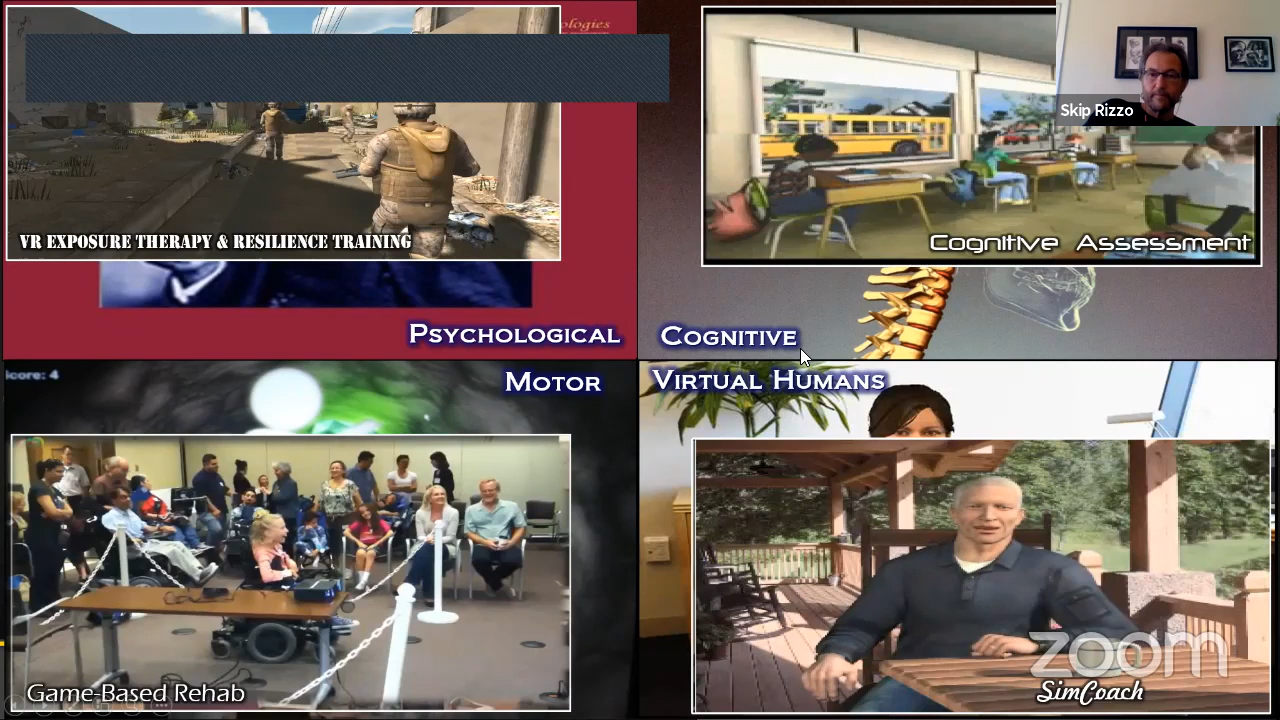 ologies
Skip Rizzo
VR EXPOSURE THERAPY & RESILIENCE TRAINING
Cognitive Assessment
PSYCHOLOGICAL
COGNITIVE
MOTOR
VIRTUAL HUMANS
score: 4
Game-Based Rehab
zoom
SimCoach